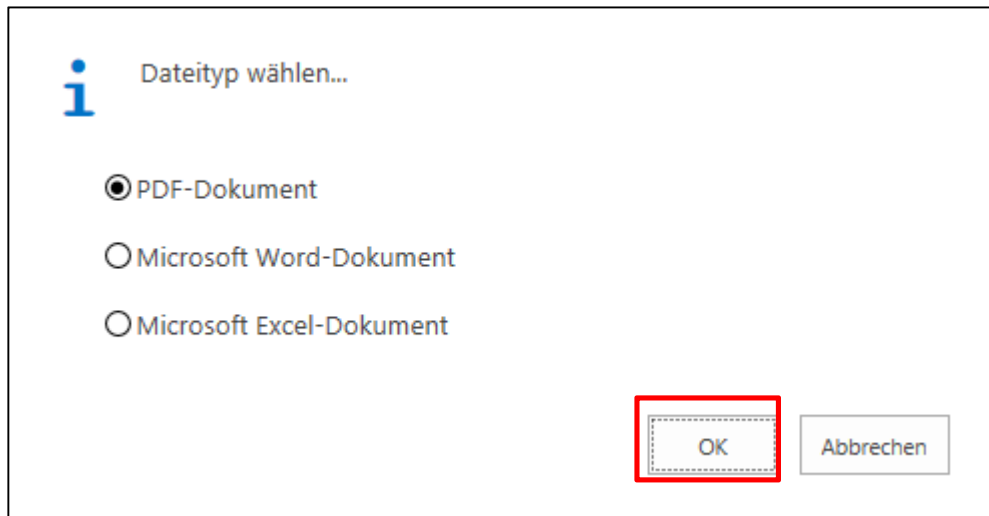 Dateityp wählen...
PDF-Dokument
Microsoft Word-Dokument
Microsoft Excel-Dokument
OK
Abbrechen